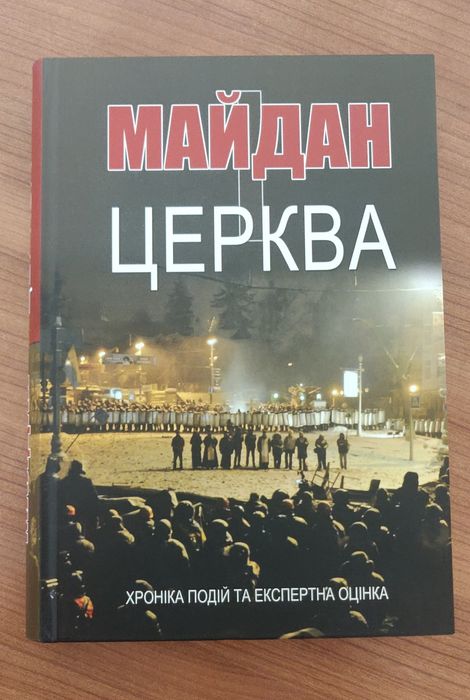 МАЙДАН
і
ЦЕРКВА
ХРОНІКА ПОДІЙ ТА ЕКСПЕРТНА ОЦІНКА